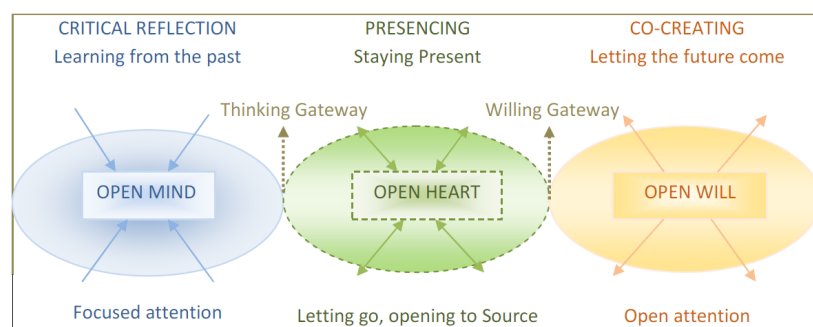 CRITICAL REFLECTION
Learning from the past
PRESENCING
Staying Present
CO-CREATING
Letting the future come
Thinking Gateway
Willing Gateway
OPEN MIND
OPEN HEART
OPEN WILL
Focused attention
Letting go, opening to Source
Open attention